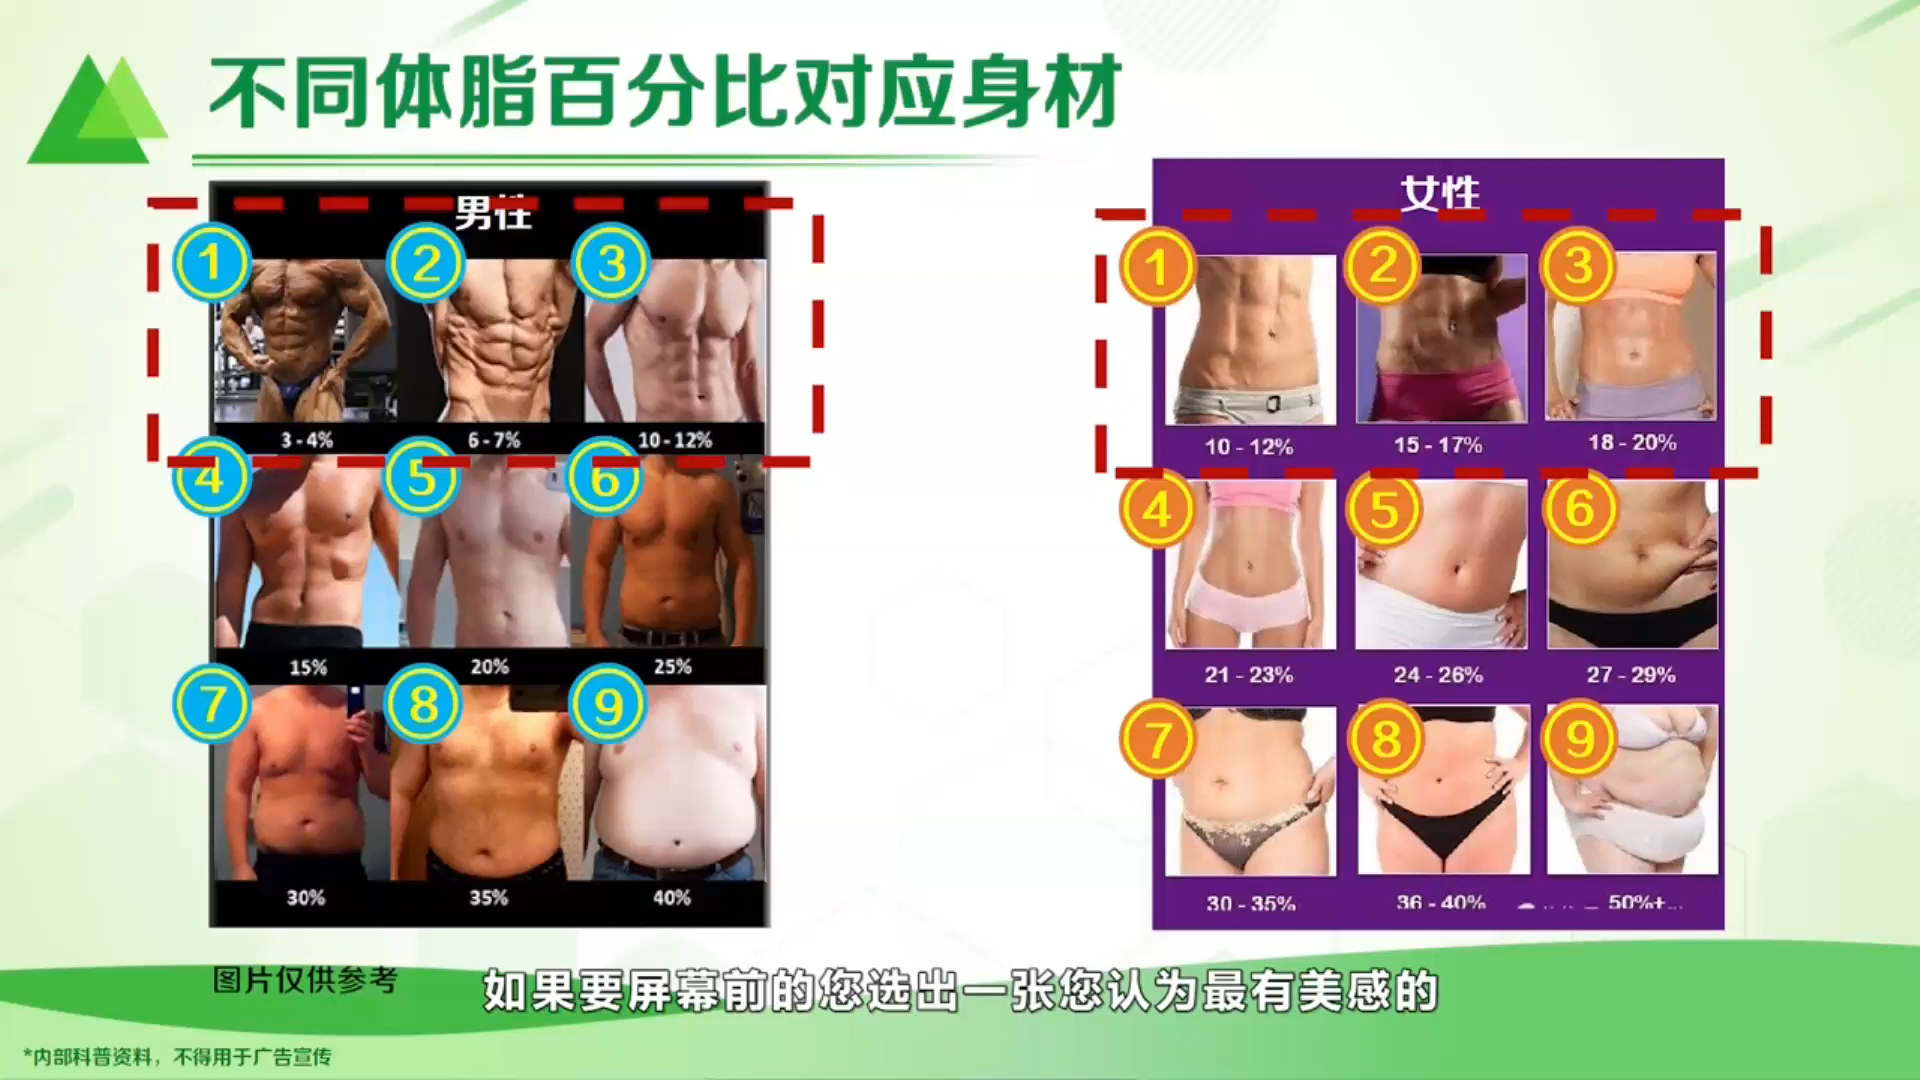 不同体脂百分比对应身材
男性
① ② ③
3 - 4% 6 - 7% 10 - 12%
④ ⑤ ⑥
15% 20% 25%
⑦ ⑧ ⑨
30% 35% 40%
女性
① ② ③
10 - 12% 15 - 17% 18 - 20%
④ ⑤ ⑥
21 - 23% 24 - 26% 27 - 29%
⑦ ⑧ ⑨
30 - 35% 36 - 40% 50%+
图片仅供参考
如果要屏幕前的您选出一张您认为最有美感的
*内部科普资料，不得用于广告宣传